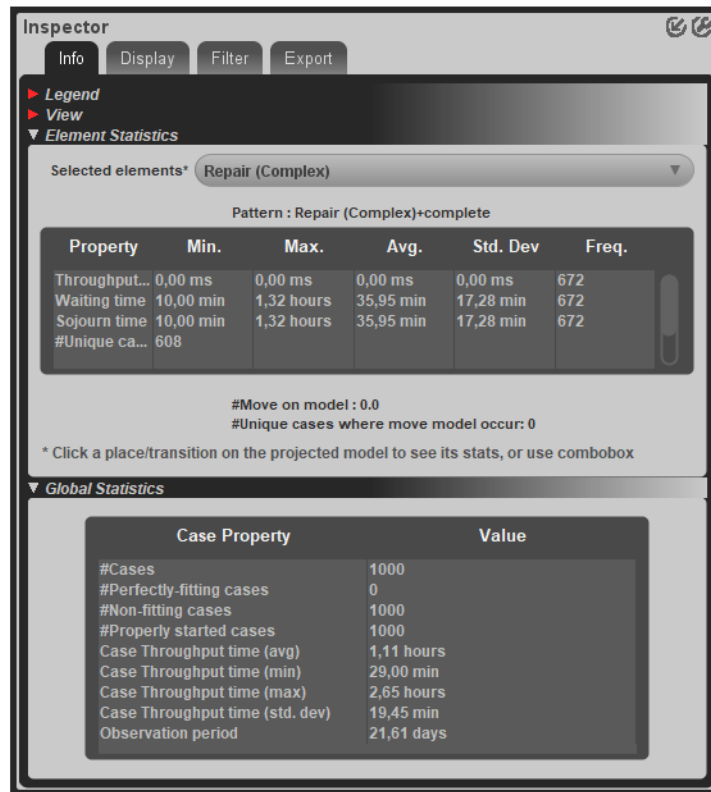 Inspector
Info Display Filter Export
Legend
View
Element Statistics
Selected elements* Repair (Complex)
Pattern : Repair (Complex)+complete
Property Min. Max. Avg. Std. Dev Freq.
Throughput... 0,00 ms 0,00 ms 0,00 ms 0,00 ms 672
Waiting time 10,00 min 1,32 hours 35,95 min 17,28 min 672
Sojourn time 10,00 min 1,32 hours 35,95 min 17,28 min 672
#Unique ca... 608
#Move on model : 0.0
#Unique cases where move model occur: 0
* Click a place/transition on the projected model to see its stats, or use combobox
Global Statistics
Case Property Value
#Cases 1000
#Perfectly-fitting cases 0
#Non-fitting cases 1000
#Properly started cases 1000
Case Throughput time (avg) 1,11 hours
Case Throughput time (min) 29,00 min
Case Throughput time (max) 2,65 hours
Case Throughput time (std. dev) 19,45 min
Observation period 21,61 days